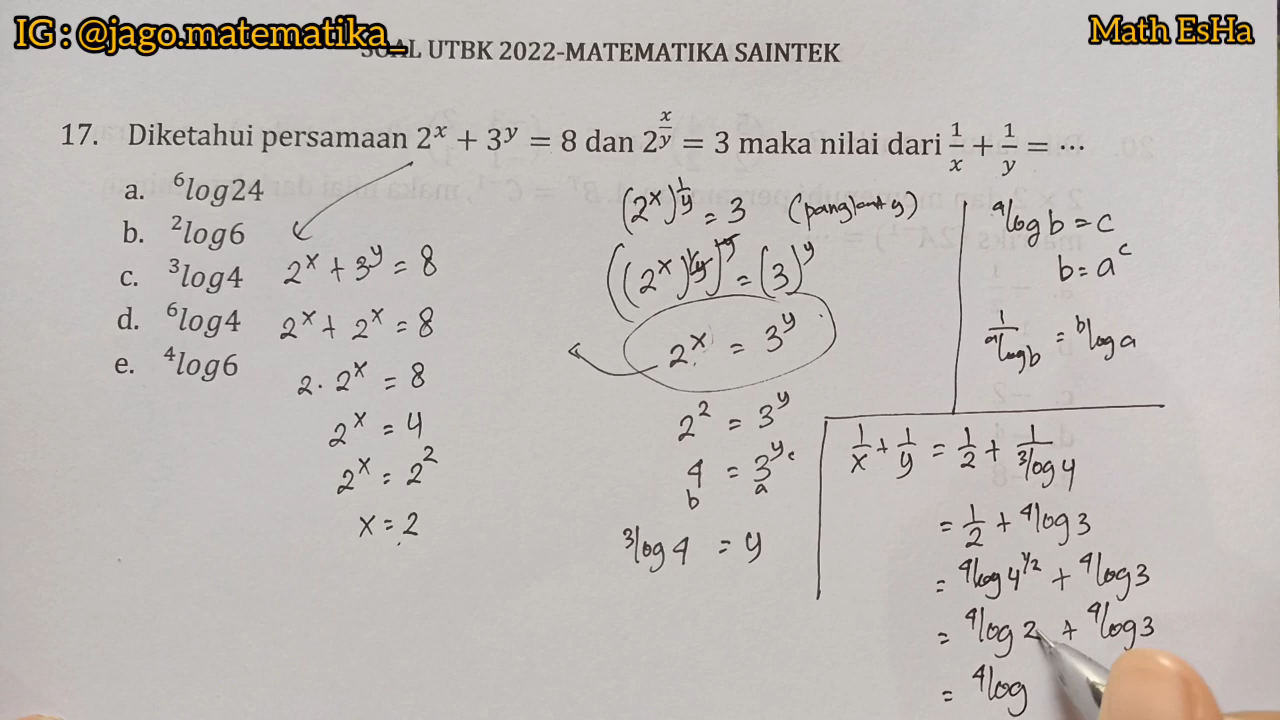 IG : @jago.matematika_
Math EsHa
SOAL UTBK 2022-MATEMATIKA SAINTEK
17. Diketahui persamaan 2^x + 3^y = 8 dan 2^(x/y) = 3 maka nilai dari 1/x + 1/y = ⋯
a. ⁶log24
b. ²log6
c. ³log4
d. ⁶log4
e. ⁴log6
2^x + 3^y = 8
2^x + 2^x = 8
2 . 2^x = 8
2^x = 4
2^x = 2^2
x = 2
(2^x)^(1/y) = 3 (pangkat y)
((2^x)^(1/y))^y = (3)^y
2^x = 3^y
2^2 = 3^y
4 = 3^y c
b a
³log 4 = y
ᵃlog b = c
b = a^c
1/ᵃlog b = ᵇlog a
1/x + 1/y = 1/2 + 1/³log 4
= 1/2 + ⁴log 3
= ⁴log 4^(1/2) + ⁴log 3
= ⁴log 2 + ⁴log 3
= ⁴log